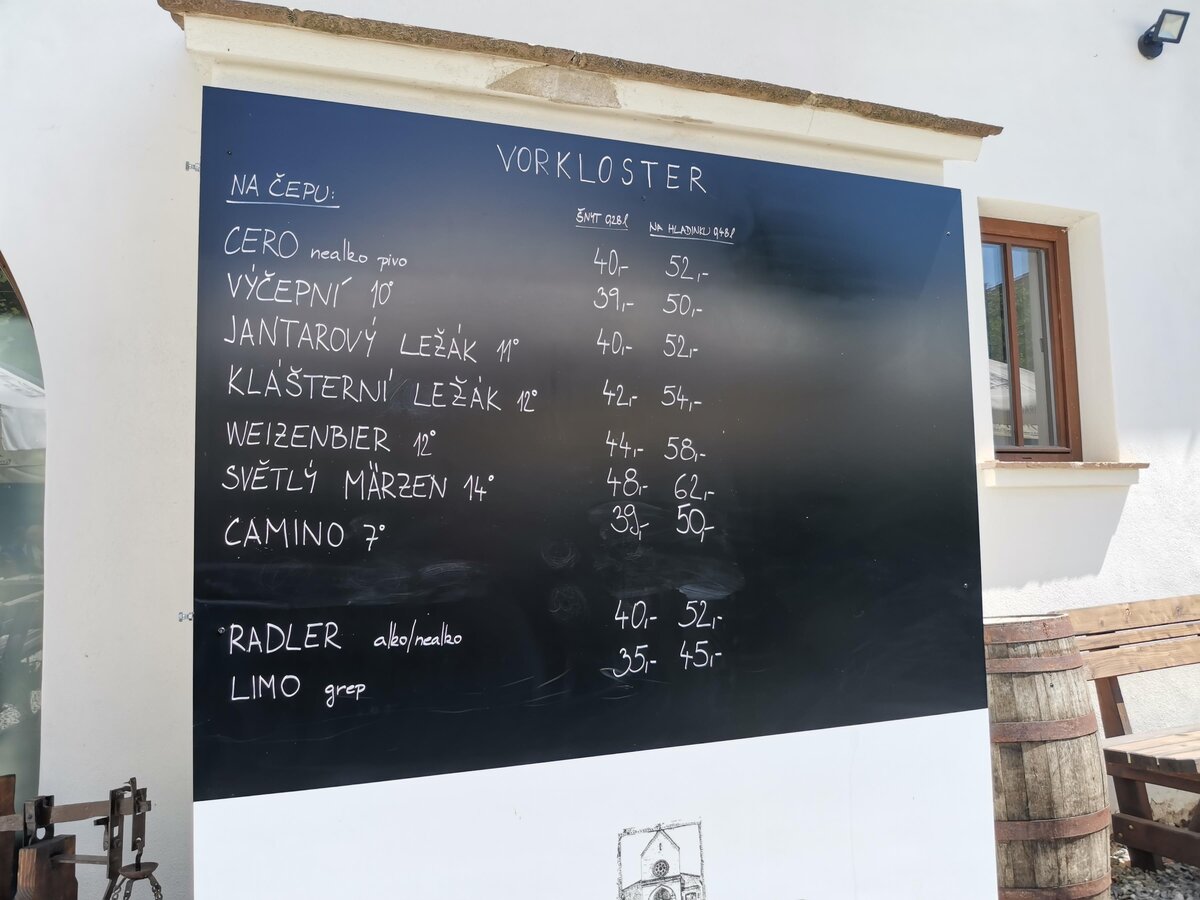 VORKLOSTER
NA ČEPU:
ŠNYT 0,28l NA HLADINKU 0,48l
CERO nealko pivo 40,- 52,-
VÝČEPNÍ 10° 39,- 50,-
JANTAROVÝ LEŽÁK 11° 40,- 52,-
KLÁŠTERNÍ LEŽÁK 12° 42,- 54,-
WEIZENBIER 12° 44,- 58,-
SVĚTLÝ MÄRZEN 14° 48,- 62,-
CAMINO 7° 39,- 50,-
RADLER alko/nealko 40,- 52,-
LIMO grep 35,- 45,-